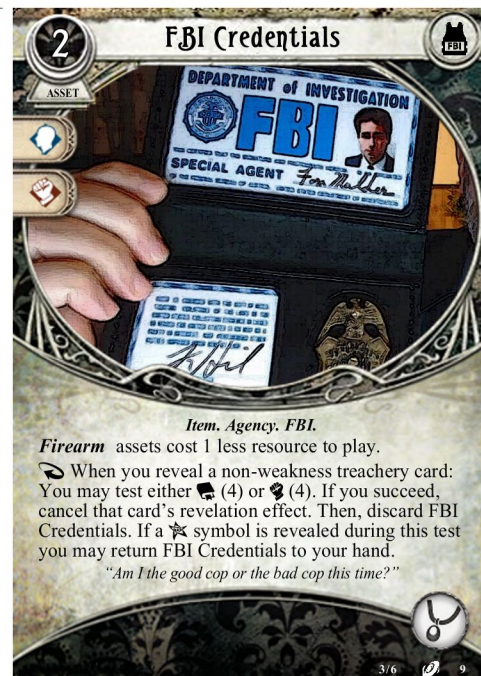 2
FBI Credentials
FBI
ASSET
DEPARTMENT of INVESTIGATION
FBI
SPECIAL AGENT Fox Mulder
Item. Agency. FBI.
Firearm assets cost 1 less resource to play.
When you reveal a non-weakness treachery card:
You may test either (4) or (4). If you succeed,
cancel that card's revelation effect. Then, discard FBI
Credentials. If a symbol is revealed during this test
you may return FBI Credentials to your hand.
"Am I the good cop or the bad cop this time?"
3/6 9